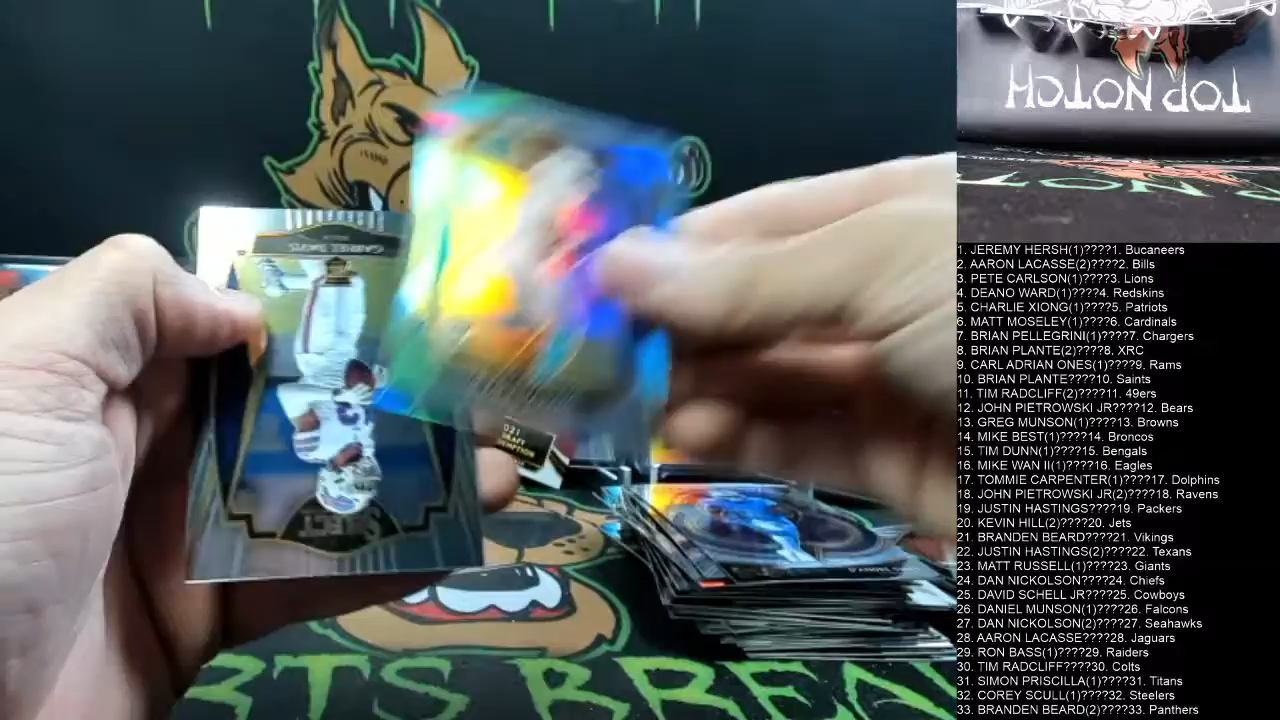 TOP NOTCH
GABRIEL DAVIS
SELECT
021
DRAFT
RTS BREA
1. JEREMY HERSH(1)????1. Bucaneers
2. AARON LACASSE(2)????2. Bills
3. PETE CARLSON(1)????3. Lions
4. DEANO WARD(1)????4. Redskins
5. CHARLIE XIONG(1)????5. Patriots
6. MATT MOSELEY(1)????6. Cardinals
7. BRIAN PELLEGRINI(1)????7. Chargers
8. BRIAN PLANTE(2)????8. XRC
9. CARL ADRIAN ONES(1)????9. Rams
10. BRIAN PLANTE????10. Saints
11. TIM RADCLIFF(2)????11. 49ers
12. JOHN PIETROWSKI JR????12. Bears
13. GREG MUNSON(1)????13. Browns
14. MIKE BEST(1)????14. Broncos
15. TIM DUNN(1)????15. Bengals
16. MIKE WAN II(1)????16. Eagles
17. TOMMIE CARPENTER(1)????17. Dolphins
18. JOHN PIETROWSKI JR(2)????18. Ravens
19. JUSTIN HASTINGS????19. Packers
20. KEVIN HILL(2)????20. Jets
21. BRANDEN BEARD????21. Vikings
22. JUSTIN HASTINGS(2)????22. Texans
23. MATT RUSSELL(1)????23. Giants
24. DAN NICKOLSON????24. Chiefs
25. DAVID SCHELL JR????25. Cowboys
26. DANIEL MUNSON(1)????26. Falcons
27. DAN NICKOLSON(2)????27. Seahawks
28. AARON LACASSE????28. Jaguars
29. RON BASS(1)????29. Raiders
30. TIM RADCLIFF????30. Colts
31. SIMON PRISCILLA(1)????31. Titans
32. COREY SCULL(1)????32. Steelers
33. BRANDEN BEARD(2)????33. Panthers